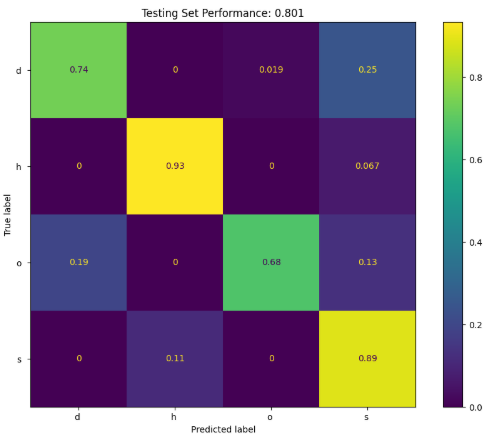 Testing Set Performance: 0.801
d 0.74 0 0.019 0.25
h 0 0.93 0 0.067
o 0.19 0 0.68 0.13
s 0 0.11 0 0.89
d h o s
True label
Predicted label
0.8
0.6
0.4
0.2
0.0